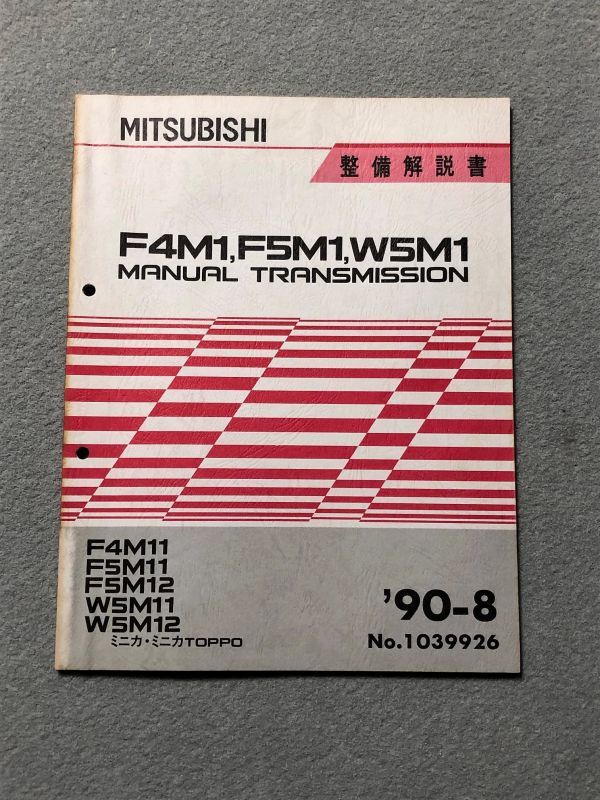 MITSUBISHI
整備解説書
F4M1,F5M1,W5M1
MANUAL TRANSMISSION
F4M11
F5M11
F5M12
W5M11
W5M12
ミニカ・ミニカTOPPO
'90-8
No.1039926